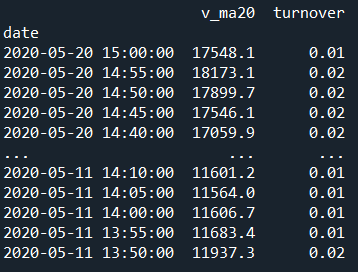 v_ma20 turnover
date
2020-05-20 15:00:00 17548.1 0.01
2020-05-20 14:55:00 18173.1 0.02
2020-05-20 14:50:00 17899.7 0.02
2020-05-20 14:45:00 17546.1 0.02
2020-05-20 14:40:00 17059.9 0.02
... ... ...
2020-05-11 14:10:00 11601.2 0.01
2020-05-11 14:05:00 11564.0 0.01
2020-05-11 14:00:00 11606.7 0.01
2020-05-11 13:55:00 11683.4 0.01
2020-05-11 13:50:00 11937.3 0.02